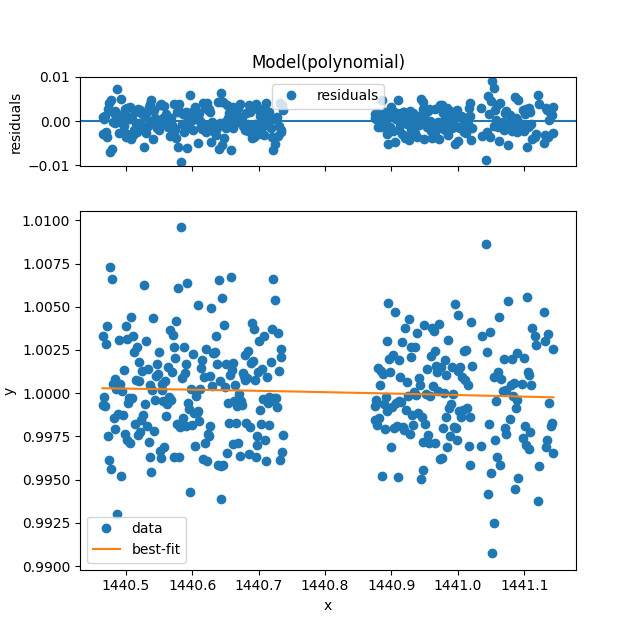 Model(polynomial)
0.01
0.00
−0.01
residuals
residuals
1.0100
1.0075
1.0050
1.0025
1.0000
0.9975
0.9950
0.9925
0.9900
y
data
best-fit
1440.5 1440.6 1440.7 1440.8 1440.9 1441.0 1441.1
x